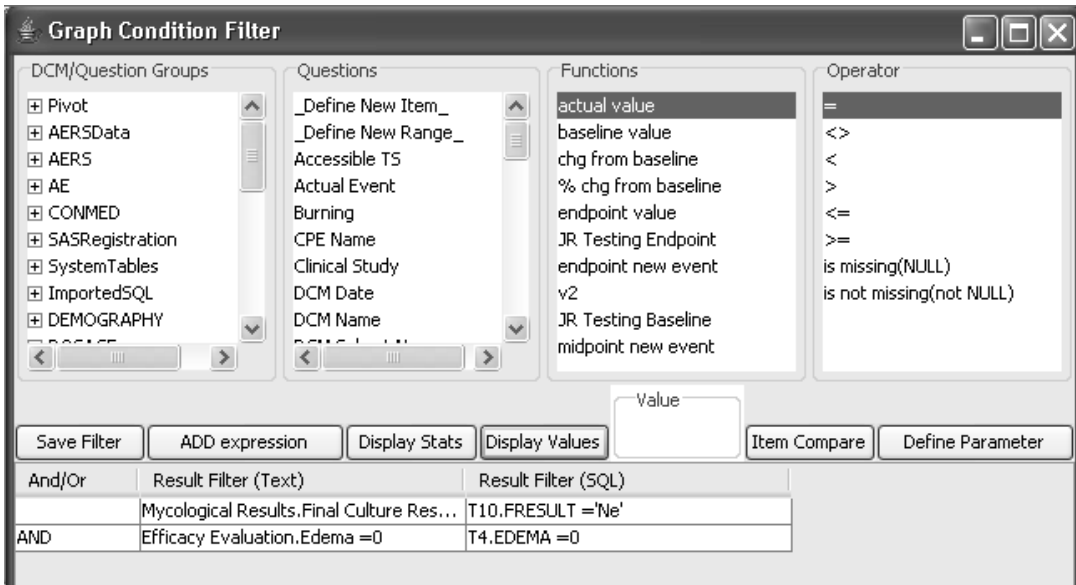 Graph Condition Filter
DCM/Question Groups
Pivot
AERSData
AERS
AE
CONMED
SASRegistration
SystemTables
ImportedSQL
DEMOGRAPHY
Questions
_Define New Item_
_Define New Range_
Accessible TS
Actual Event
Burning
CPE Name
Clinical Study
DCM Date
DCM Name
Functions
actual value
baseline value
chg from baseline
% chg from baseline
endpoint value
JR Testing Endpoint
endpoint new event
v2
JR Testing Baseline
midpoint new event
Operator
=
<>
<
>
<=
>=
is missing(NULL)
is not missing(not NULL)
Value
Save Filter ADD expression Display Stats Display Values Item Compare Define Parameter
And/Or Result Filter (Text) Result Filter (SQL)
Mycological Results.Final Culture Res... T10.FRESULT ='Ne'
AND Efficacy Evaluation.Edema =0 T4.EDEMA =0